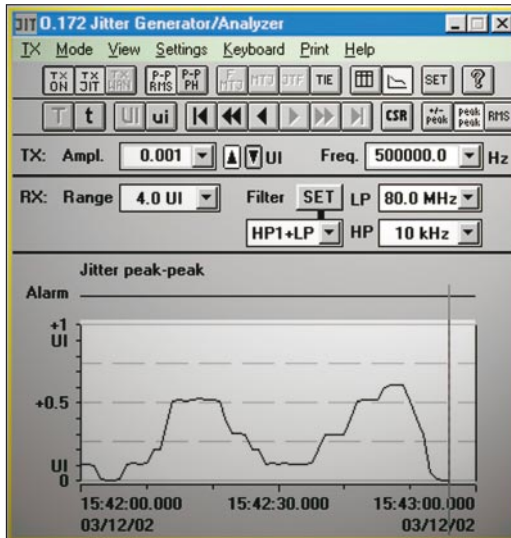 JIT O.172 Jitter Generator/Analyzer
TX Mode View Settings Keyboard Print Help
TX ON TX JIT TX WAN P-P RMS P-P PH F MTJ MTJ JTF TIE SET ?
T t UI ui CSR +/- Peak Peak Peak RMS
TX: Ampl. 0.001 UI Freq. 500000.0 Hz
RX: Range 4.0 UI Filter SET LP 80.0 MHz
HP1+LP HP 10 kHz
Jitter peak-peak
Alarm
+1
UI
+0.5
UI
0
15:42:00.000 15:42:30.000 15:43:00.000
03/12/02 03/12/02